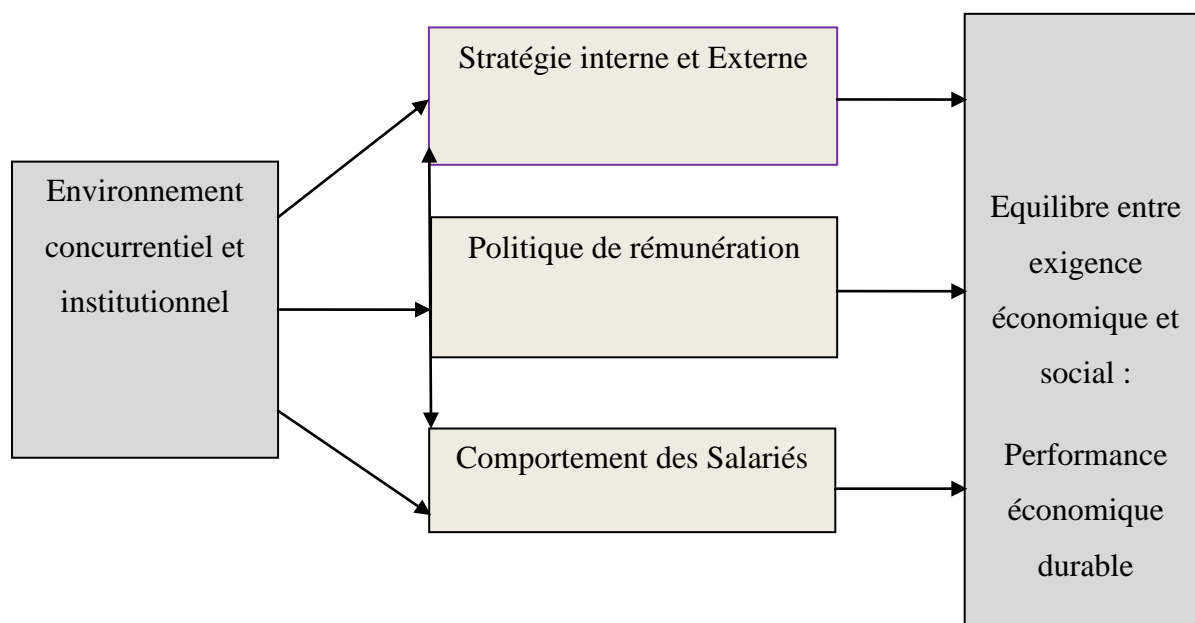 Stratégie interne et Externe
Environnement
concurrentiel et
institutionnel
Politique de rémunération
Comportement des Salariés
Equilibre entre
exigence
économique et
social :
Performance
économique
durable